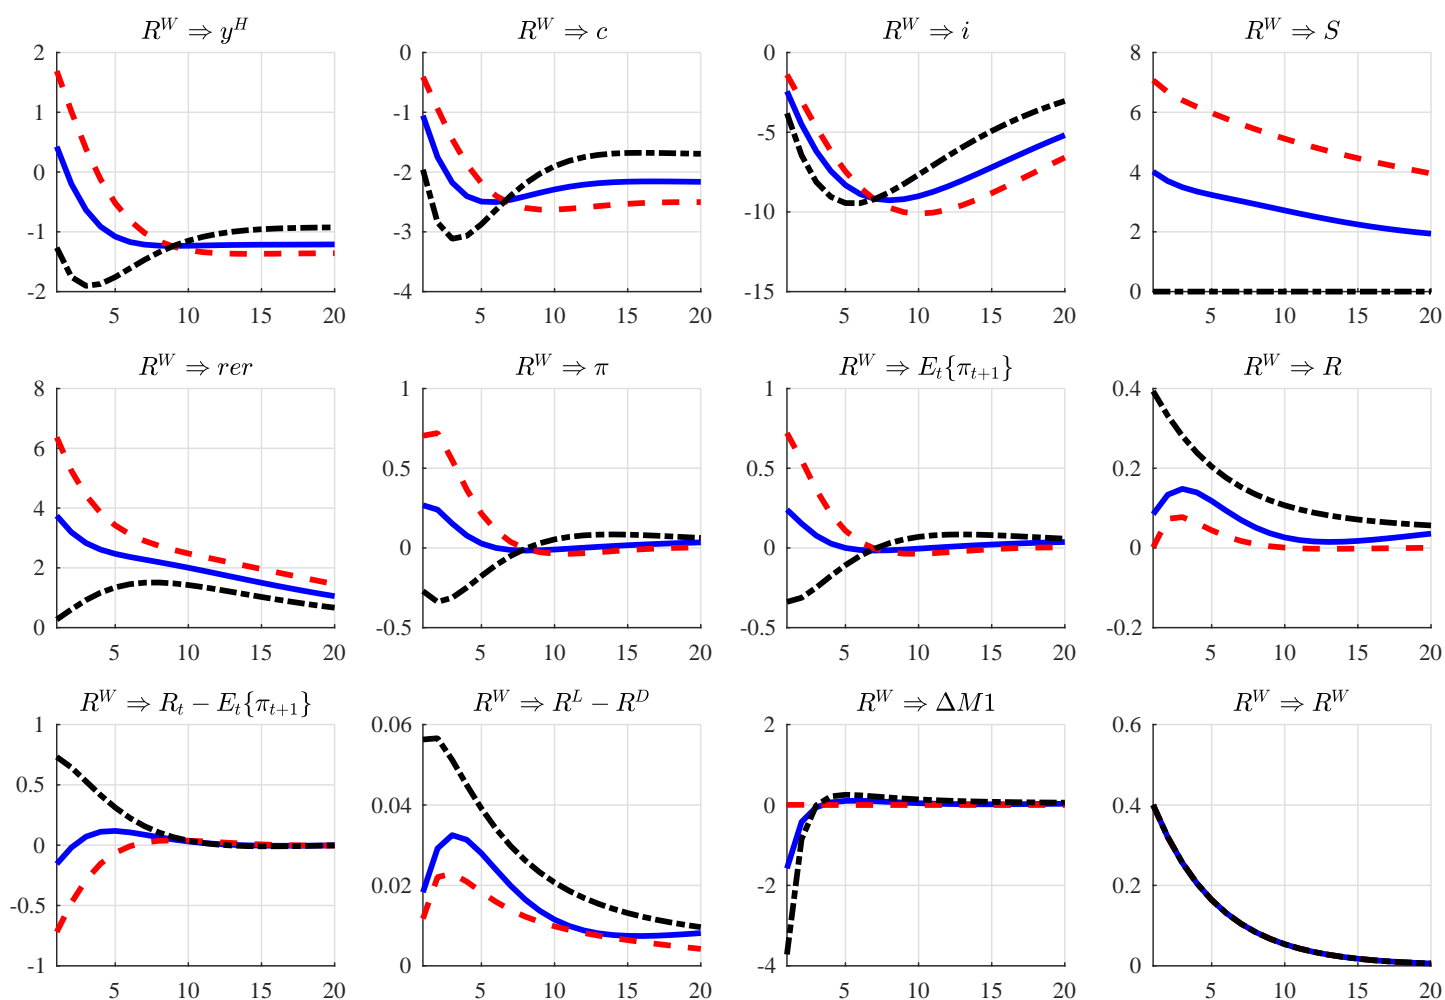 R^W ⇒ y^H
R^W ⇒ c
R^W ⇒ i
R^W ⇒ S
2
1
0
-1
-2
5 10 15 20
0
-1
-2
-3
-4
5 10 15 20
0
-5
-10
-15
5 10 15 20
8
6
4
2
0
5 10 15 20
R^W ⇒ rer
R^W ⇒ π
R^W ⇒ E_t{π_{t+1}}
R^W ⇒ R
8
6
4
2
0
5 10 15 20
1
0.5
0
-0.5
5 10 15 20
1
0.5
0
-0.5
5 10 15 20
0.4
0.2
0
-0.2
5 10 15 20
R^W ⇒ R_t − E_t{π_{t+1}}
R^W ⇒ R^L − R^D
R^W ⇒ ΔM1
R^W ⇒ R^W
1
0.5
0
-0.5
-1
5 10 15 20
0.06
0.04
0.02
0
5 10 15 20
2
0
-2
-4
5 10 15 20
0.6
0.4
0.2
0
5 10 15 20